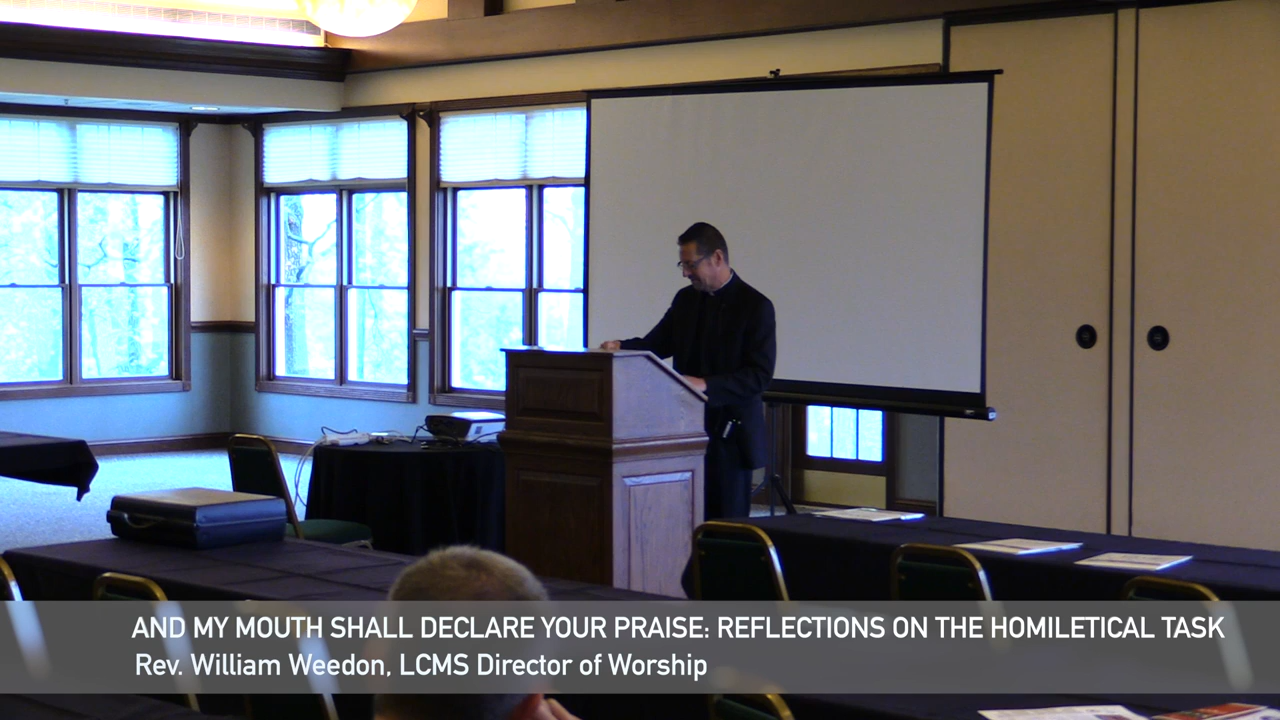 AND MY MOUTH SHALL DECLARE YOUR PRAISE: REFLECTIONS ON THE HOMILETICAL TASK
Rev. William Weedon, LCMS Director of Worship